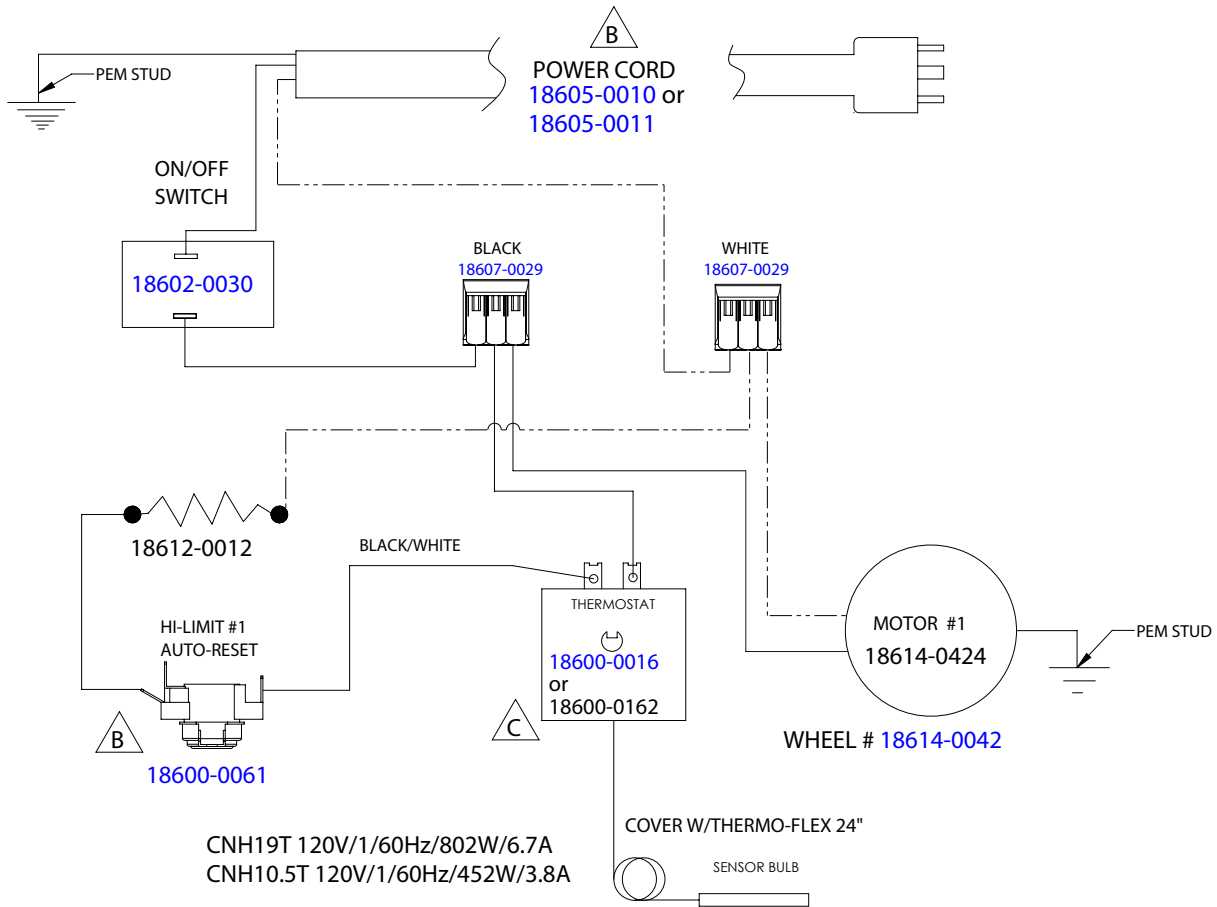 B
PEM STUD
POWER CORD
18605-0010 or
18605-0011
ON/OFF
SWITCH
18602-0030
BLACK
18607-0029
WHITE
18607-0029
18612-0012
BLACK/WHITE
HI-LIMIT #1
AUTO-RESET
B
18600-0061
THERMOSTAT
18600-0016
or
18600-0162
C
MOTOR #1
18614-0424
PEM STUD
WHEEL # 18614-0042
CNH19T 120V/1/60Hz/802W/6.7A
CNH10.5T 120V/1/60Hz/452W/3.8A
COVER W/THERMO-FLEX 24"
SENSOR BULB